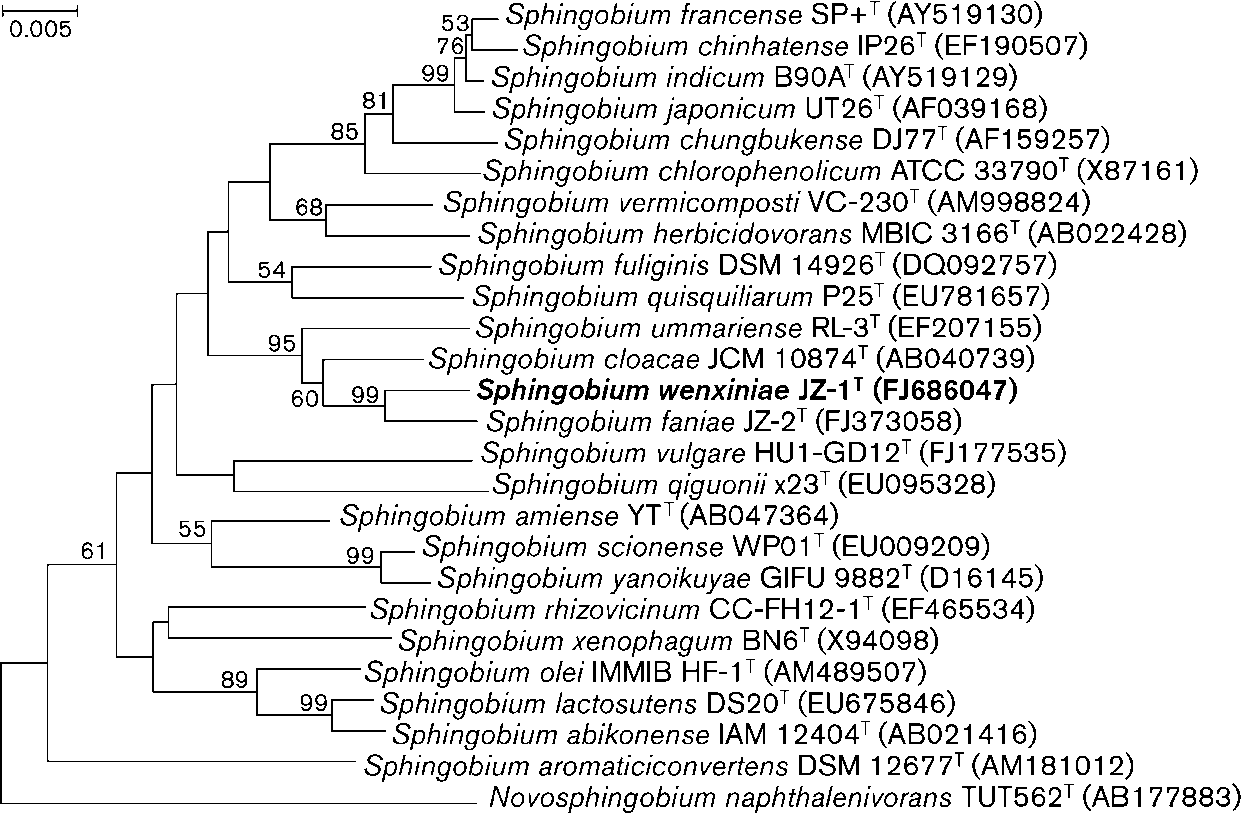 0.005
53
Sphingobium francense SP+ᵀ (AY519130)
76
Sphingobium chinhatense IP26ᵀ (EF190507)
99
Sphingobium indicum B90Aᵀ (AY519129)
81
Sphingobium japonicum UT26ᵀ (AF039168)
85
Sphingobium chungbukense DJ77ᵀ (AF159257)
Sphingobium chlorophenolicum ATCC 33790ᵀ (X87161)
68
Sphingobium vermicomposti VC-230ᵀ (AM998824)
Sphingobium herbicidovorans MBIC 3166ᵀ (AB022428)
54
Sphingobium fuliginis DSM 14926ᵀ (DQ092757)
Sphingobium quisquiliarum P25ᵀ (EU781657)
95
Sphingobium ummariense RL-3ᵀ (EF207155)
Sphingobium cloacae JCM 10874ᵀ (AB040739)
60
99
Sphingobium wenxiniae JZ-1ᵀ (FJ686047)
Sphingobium faniae JZ-2ᵀ (FJ373058)
Sphingobium vulgare HU1-GD12ᵀ (FJ177535)
Sphingobium qiguonii x23ᵀ (EU095328)
55
Sphingobium amiense YTᵀ (AB047364)
61
99
Sphingobium scionense WP01ᵀ (EU009209)
Sphingobium yanoikuyae GIFU 9882ᵀ (D16145)
Sphingobium rhizovicinum CC-FH12-1ᵀ (EF465534)
Sphingobium xenophagum BN6ᵀ (X94098)
89
Sphingobium olei IMMIB HF-1ᵀ (AM489507)
99
Sphingobium lactosutens DS20ᵀ (EU675846)
Sphingobium abikonense IAM 12404ᵀ (AB021416)
Sphingobium aromaticiconvertens DSM 12677ᵀ (AM181012)
Novosphingobium naphthalenivorans TUT562ᵀ (AB177883)